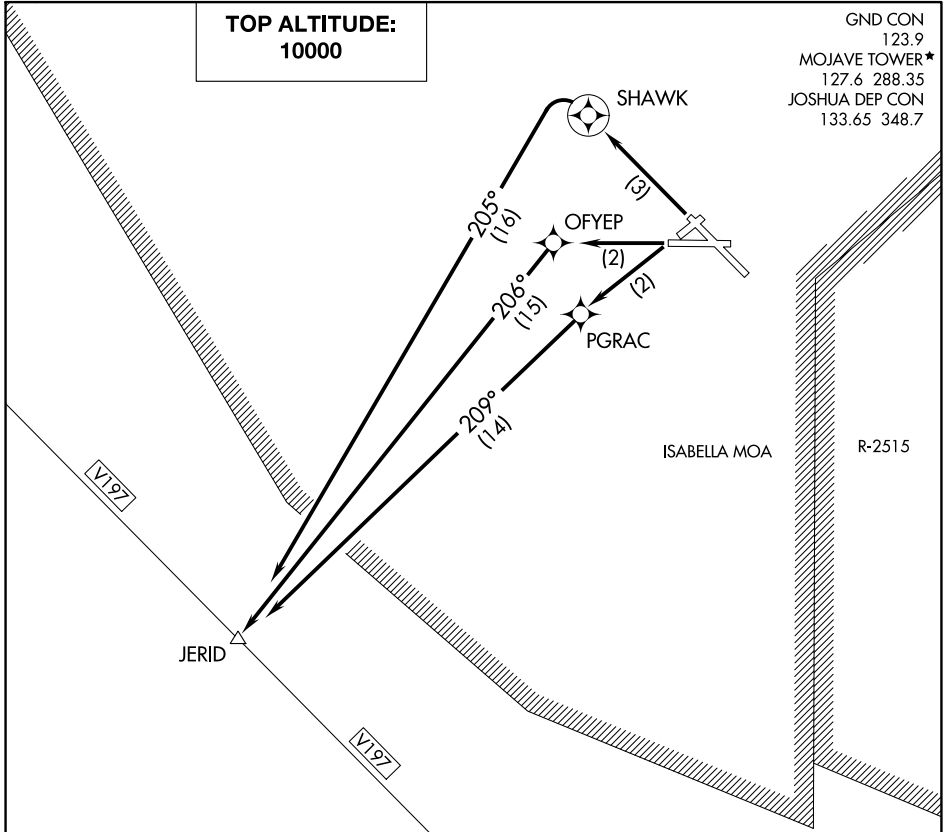 TOP ALTITUDE:
10000
GND CON
123.9
MOJAVE TOWER★
127.6 288.35
JOSHUA DEP CON
133.65 348.7
SHAWK
(3)
205°
(16)
OFYEP
(2)
206°
(15)
(2)
PGRAC
209°
(14)
ISABELLA MOA
R-2515
V197
JERID
V197